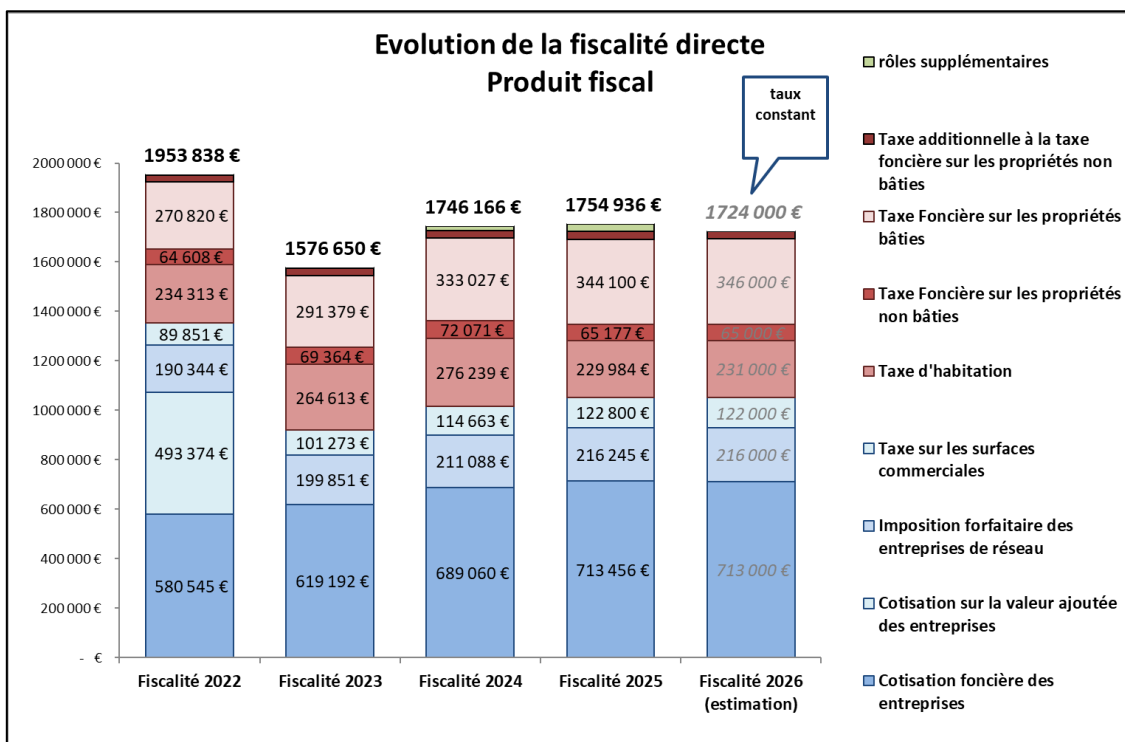 Evolution de la fiscalité directe
Produit fiscal
taux
constant
rôles supplémentaires
Taxe additionnelle à la taxe
foncière sur les propriétés non
bâties
Taxe Foncière sur les propriétés
bâties
Taxe Foncière sur les propriétés
non bâties
Taxe d'habitation
Taxe sur les surfaces
commerciales
Imposition forfaitaire des
entreprises de réseau
Cotisation sur la valeur ajoutée
des entreprises
Cotisation foncière des
entreprises
2000 000 €
1800 000 €
1600 000 €
1400 000 €
1200 000 €
1000 000 €
800 000 €
600 000 €
400 000 €
200 000 €
- €
1953 838 €
270 820 €
64 608 €
234 313 €
89 851 €
190 344 €
493 374 €
580 545 €
Fiscalité 2022
1576 650 €
291 379 €
69 364 €
264 613 €
101 273 €
199 851 €
619 192 €
Fiscalité 2023
1746 166 €
333 027 €
72 071 €
276 239 €
114 663 €
211 088 €
689 060 €
Fiscalité 2024
1754 936 €
344 100 €
65 177 €
229 984 €
122 800 €
216 245 €
713 456 €
Fiscalité 2025
1724 000 €
346 000 €
65 000 €
231 000 €
122 000 €
216 000 €
713 000 €
Fiscalité 2026
(estimation)